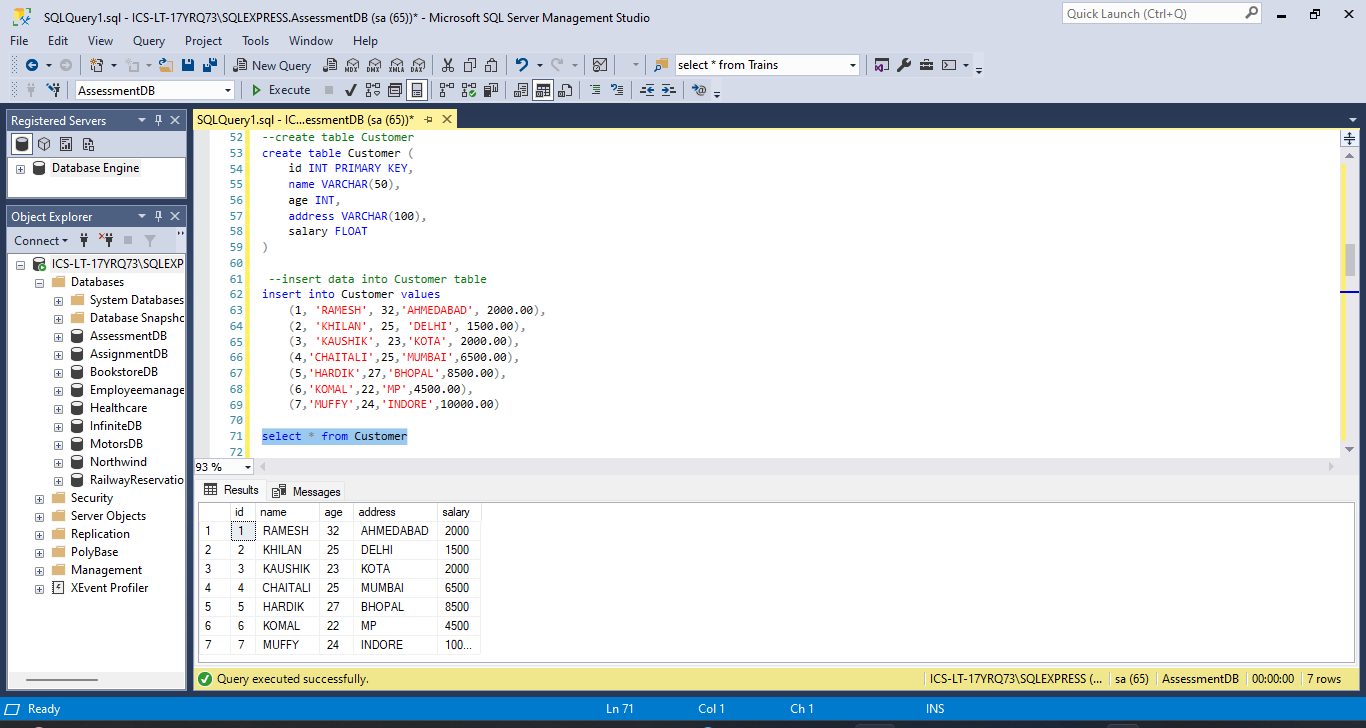 SQLQuery1.sql - ICS-LT-17YRQ73\SQLEXPRESS.AssessmentDB (sa (65))* - Microsoft SQL Server Management Studio
Quick Launch (Ctrl+Q)
File Edit View Query Project Tools Window Help
New Query MDX DMX XMLA DAX select * from Trains
AssessmentDB Execute
Registered Servers
Database Engine
Object Explorer
Connect
ICS-LT-17YRQ73\SQLEXP
Databases
System Databases
Database Snapsho
AssessmentDB
AssignmentDB
BookstoreDB
Employeemanage
Healthcare
InfiniteDB
MotorsDB
Northwind
RailwayReservatio
Security
Server Objects
Replication
PolyBase
Management
XEvent Profiler
SQLQuery1.sql - IC...essmentDB (sa (65))*
52 --create table Customer
53 create table Customer (
54 id INT PRIMARY KEY,
55 name VARCHAR(50),
56 age INT,
57 address VARCHAR(100),
58 salary FLOAT
59 )
60
61 --insert data into Customer table
62 insert into Customer values
63 (1, 'RAMESH', 32,'AHMEDABAD', 2000.00),
64 (2, 'KHILAN', 25, 'DELHI', 1500.00),
65 (3, 'KAUSHIK', 23,'KOTA', 2000.00),
66 (4,'CHAITALI',25,'MUMBAI',6500.00),
67 (5,'HARDIK',27,'BHOPAL',8500.00),
68 (6,'KOMAL',22,'MP',4500.00),
69 (7,'MUFFY',24,'INDORE',10000.00)
70
71 select * from Customer
72
93 %
Results Messages
id name age address salary
1 1 RAMESH 32 AHMEDABAD 2000
2 2 KHILAN 25 DELHI 1500
3 3 KAUSHIK 23 KOTA 2000
4 4 CHAITALI 25 MUMBAI 6500
5 5 HARDIK 27 BHOPAL 8500
6 6 KOMAL 22 MP 4500
7 7 MUFFY 24 INDORE 100...
Query executed successfully. ICS-LT-17YRQ73\SQLEXPRESS (... sa (65) AssessmentDB 00:00:00 7 rows
Ready Ln 71 Col 1 Ch 1 INS